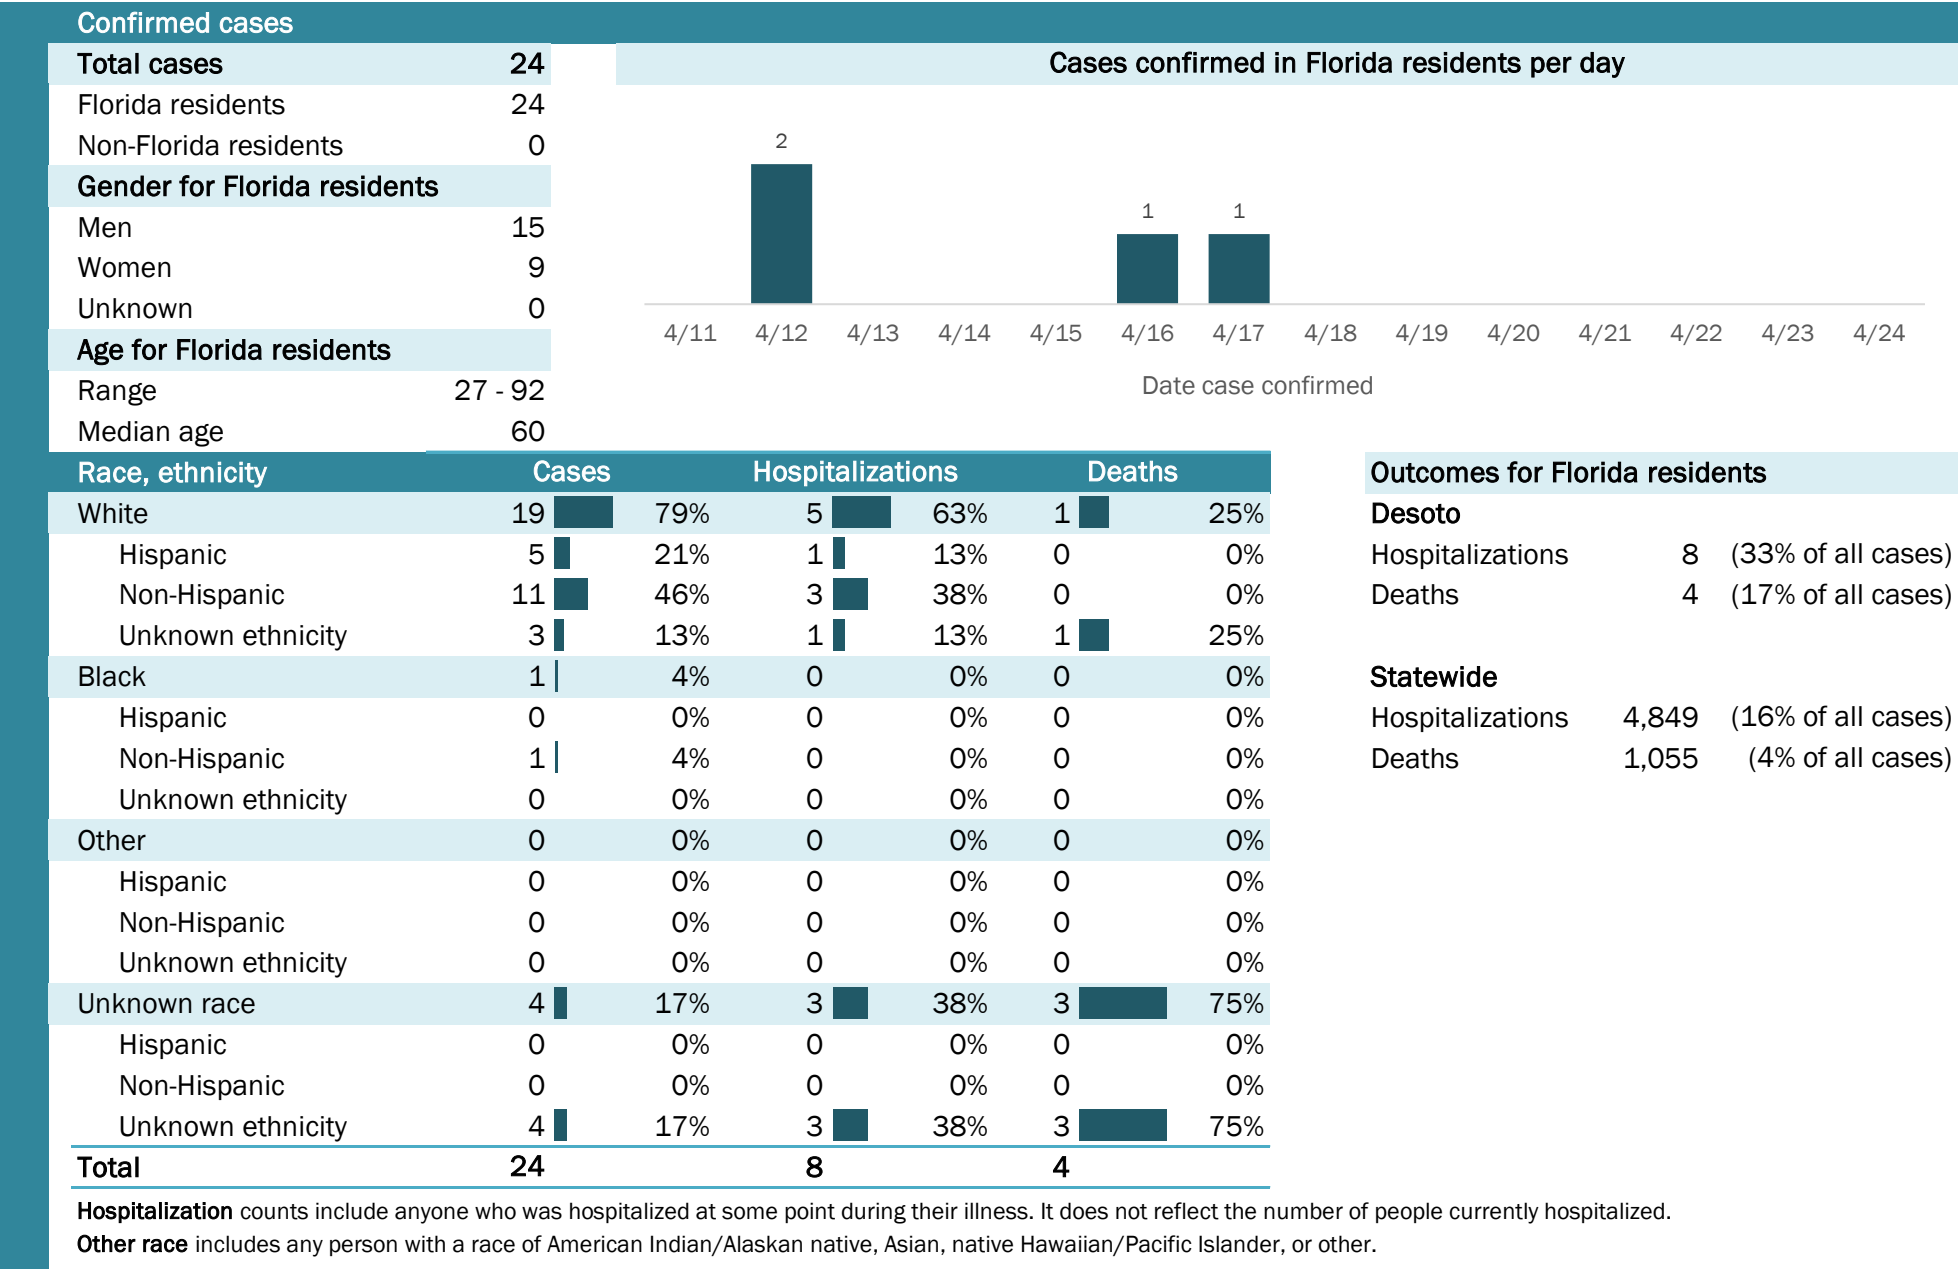 Confirmed cases
Total cases 24
Florida residents 24
Non-Florida residents 0
Gender for Florida residents
Men 15
Women 9
Unknown 0
Age for Florida residents
Range 27 - 92
Median age 60
Cases confirmed in Florida residents per day
2
1 1
4/11 4/12 4/13 4/14 4/15 4/16 4/17 4/18 4/19 4/20 4/21 4/22 4/23 4/24
Date case confirmed
Race, ethnicity Cases Hospitalizations Deaths
White 19 79% 5 63% 1 25%
Hispanic 5 21% 1 13% 0 0%
Non-Hispanic 11 46% 3 38% 0 0%
Unknown ethnicity 3 13% 1 13% 1 25%
Black 1 4% 0 0% 0 0%
Hispanic 0 0% 0 0% 0 0%
Non-Hispanic 1 4% 0 0% 0 0%
Unknown ethnicity 0 0% 0 0% 0 0%
Other 0 0% 0 0% 0 0%
Hispanic 0 0% 0 0% 0 0%
Non-Hispanic 0 0% 0 0% 0 0%
Unknown ethnicity 0 0% 0 0% 0 0%
Unknown race 4 17% 3 38% 3 75%
Hispanic 0 0% 0 0% 0 0%
Non-Hispanic 0 0% 0 0% 0 0%
Unknown ethnicity 4 17% 3 38% 3 75%
Total 24 8 4
Outcomes for Florida residents
Desoto
Hospitalizations 8 (33% of all cases)
Deaths 4 (17% of all cases)
Statewide
Hospitalizations 4,849 (16% of all cases)
Deaths 1,055 (4% of all cases)
Hospitalization counts include anyone who was hospitalized at some point during their illness. It does not reflect the number of people currently hospitalized.
Other race includes any person with a race of American Indian/Alaskan native, Asian, native Hawaiian/Pacific Islander, or other.